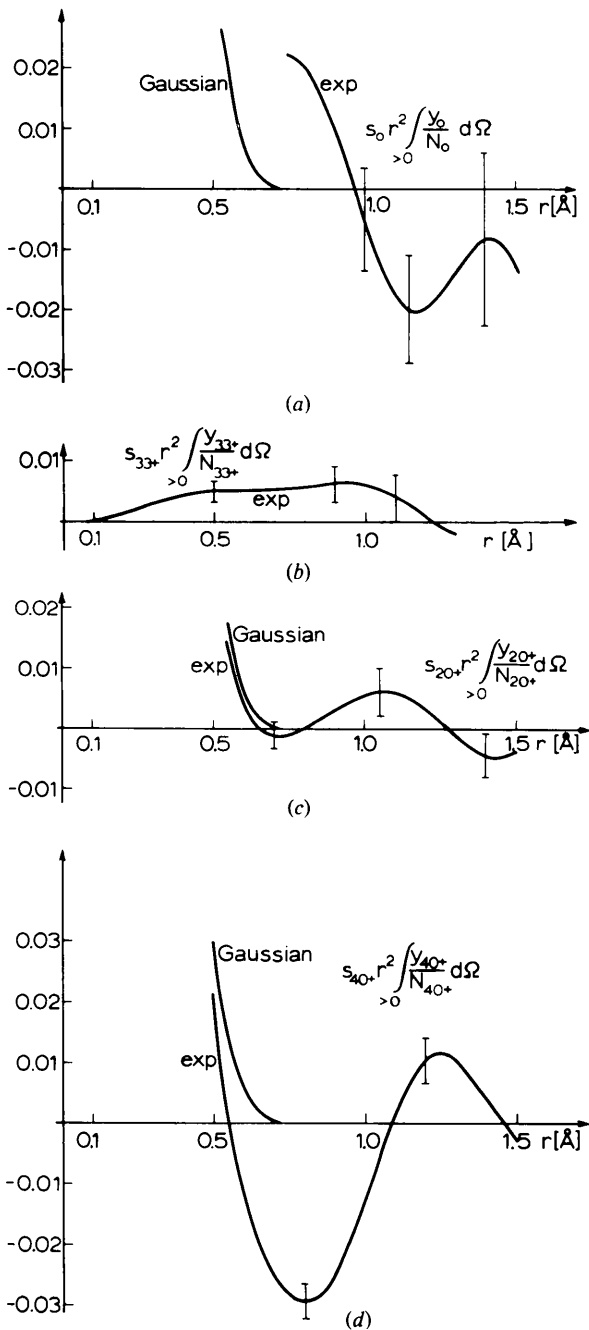 0.02
0.01
-0.01
-0.02
-0.03
Gaussian
exp
s₀ r² ∫>0 y₀/N₀ dΩ
0.1 0.5 1.0 1.5 r [Å]
(a)
0.01
s₃₃₊ r² ∫>0 y₃₃₊/N₃₃₊ dΩ
exp
0.1 0.5 1.0 r [Å]
(b)
0.02
0.01
-0.01
Gaussian
exp
s₂₀₊ r² ∫>0 y₂₀₊/N₂₀₊ dΩ
0.1 0.5 1.0 1.5 r [Å]
(c)
0.03
0.02
0.01
-0.01
-0.02
-0.03
Gaussian
exp
s₄₀₊ r² ∫>0 y₄₀₊/N₄₀₊ dΩ
0.1 0.5 1.0 1.5 r [Å]
(d)